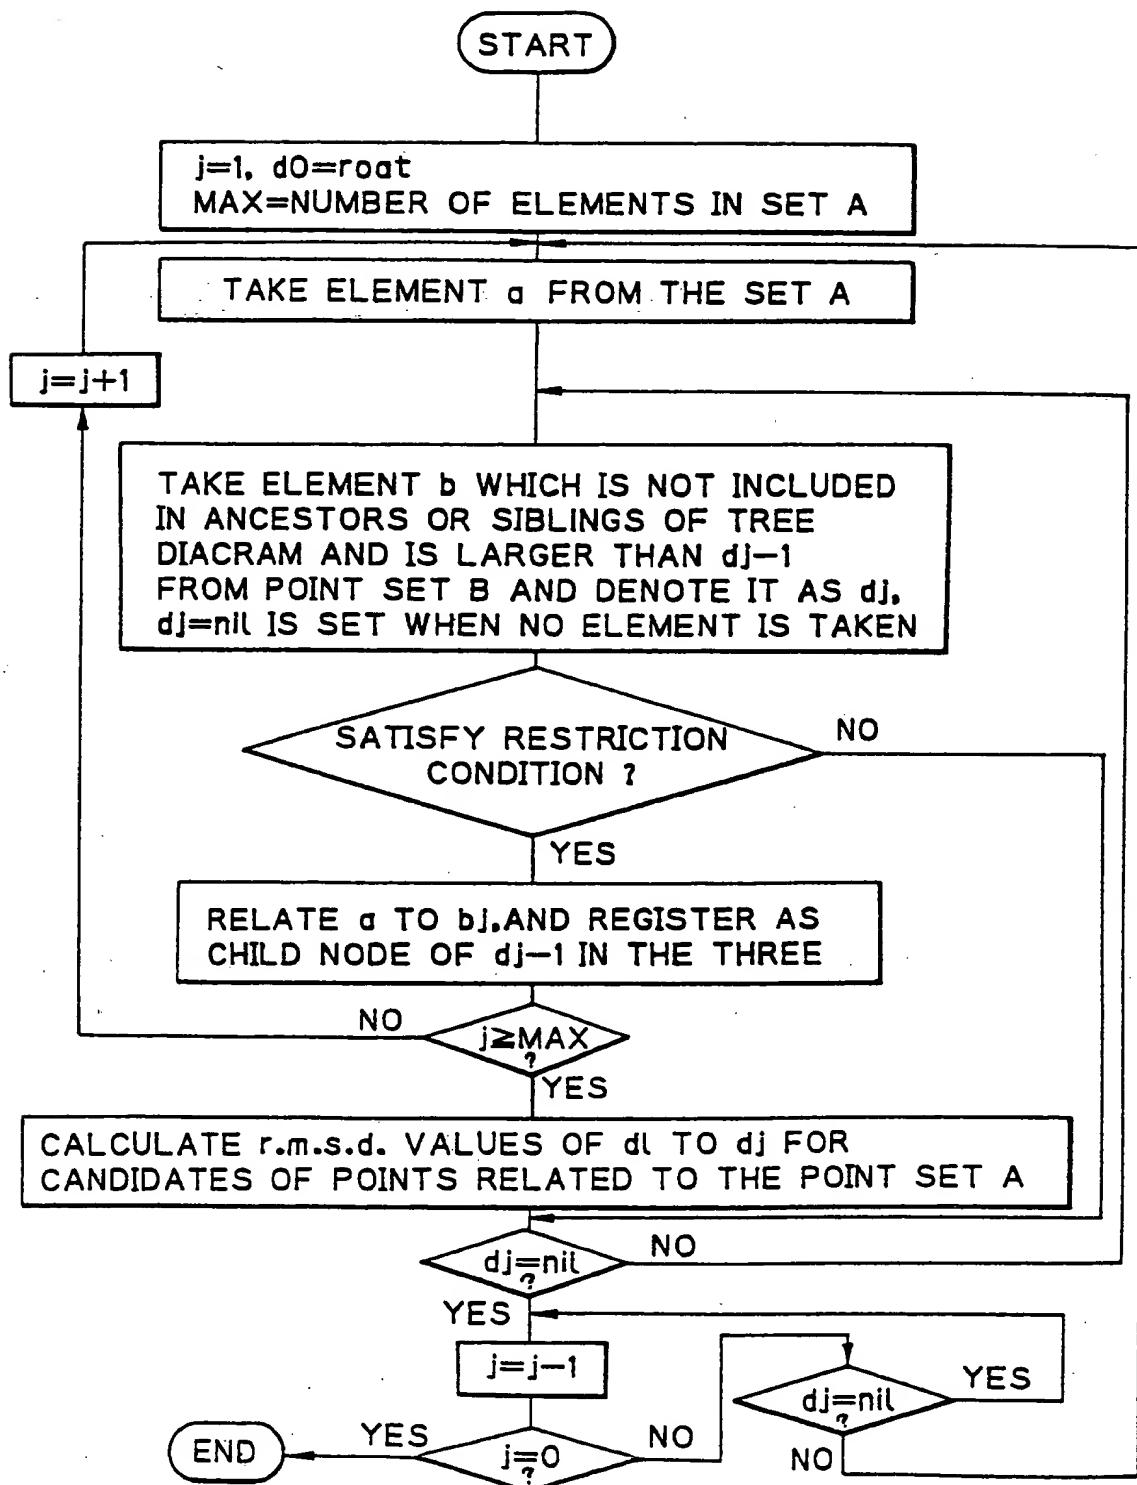 START
j=1, d0=roat
MAX=NUMBER OF ELEMENTS IN SET A
TAKE ELEMENT a FROM THE SET A
j=j+1
TAKE ELEMENT b WHICH IS NOT INCLUDED
IN ANCESTORS OR SIBLINGS OF TREE
DIACRAM AND IS LARGER THAN dj-1
FROM POINT SET B AND DENOTE IT AS dj,
dj=nil IS SET WHEN NO ELEMENT IS TAKEN
SATISFY RESTRICTION
CONDITION ?
NO
YES
RELATE a TO bj,AND REGISTER AS
CHILD NODE OF dj-1 IN THE THREE
NO
j≧MAX
?
YES
CALCULATE r.m.s.d. VALUES OF dl TO dj FOR
CANDIDATES OF POINTS RELATED TO THE POINT SET A
dj=nil
?
NO
YES
j=j-1
dj=nil
?
YES
NO
j=0
?
YES
NO
END